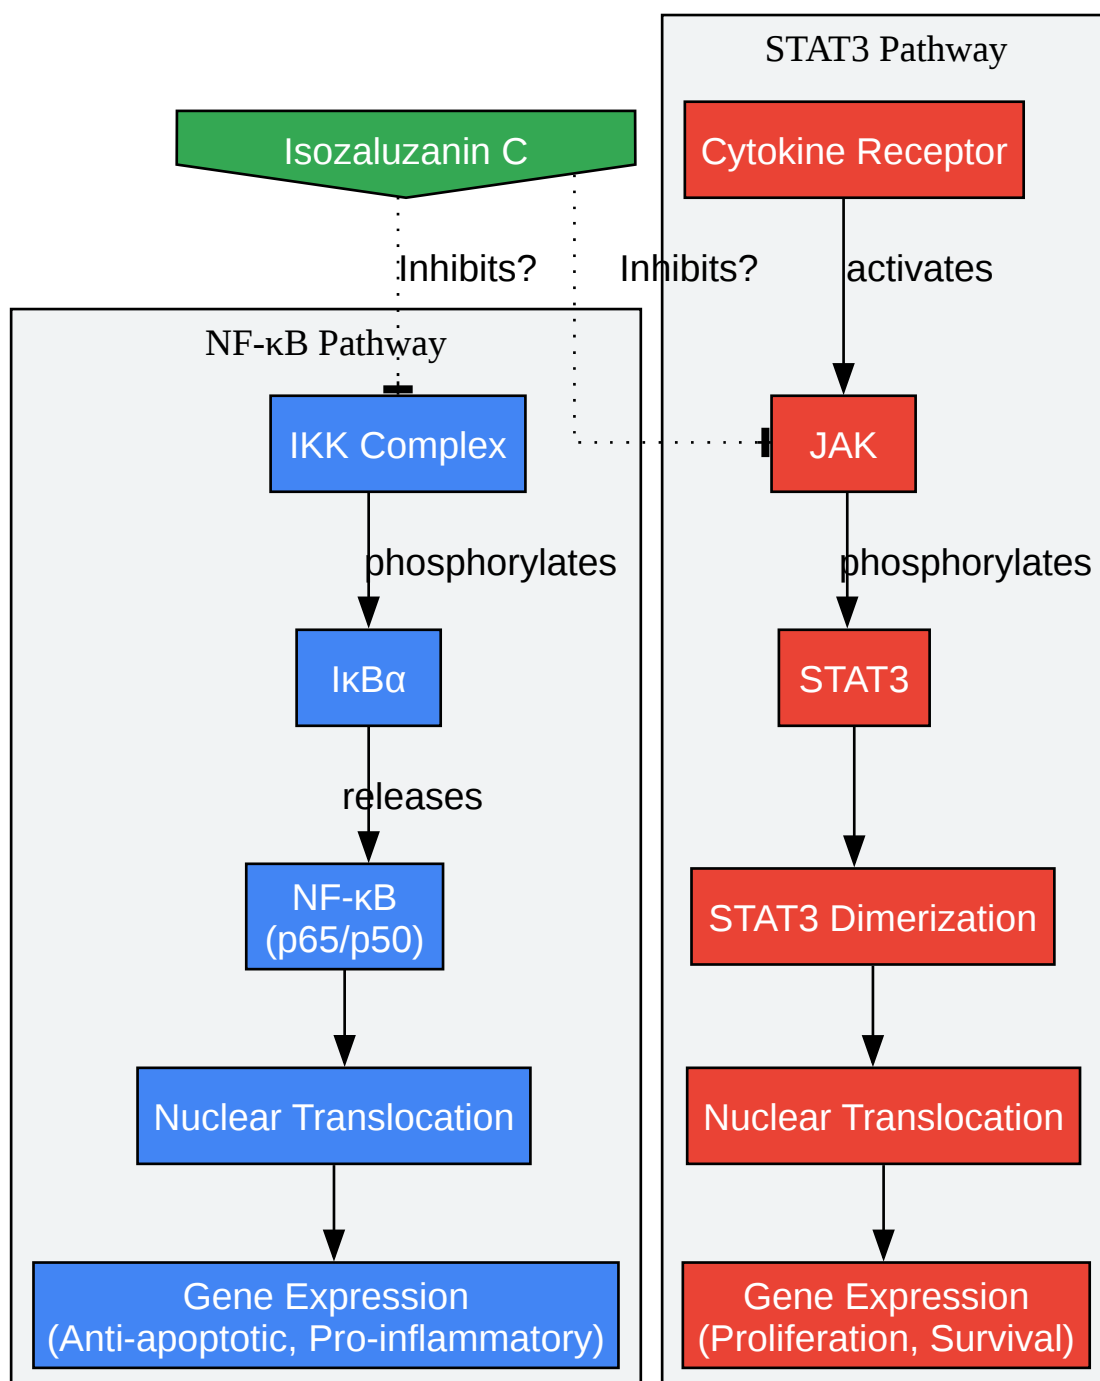 STAT3 Pathway
Isozaluzanin C
Cytokine Receptor
Inhibits?
Inhibits?
activates
NF-κB Pathway
IKK Complex
JAK
phosphorylates
phosphorylates
IκBα
STAT3
releases
NF-κB
(p65/p50)
STAT3 Dimerization
Nuclear Translocation
Nuclear Translocation
Gene Expression
(Anti-apoptotic, Pro-inflammatory)
Gene Expression
(Proliferation, Survival)